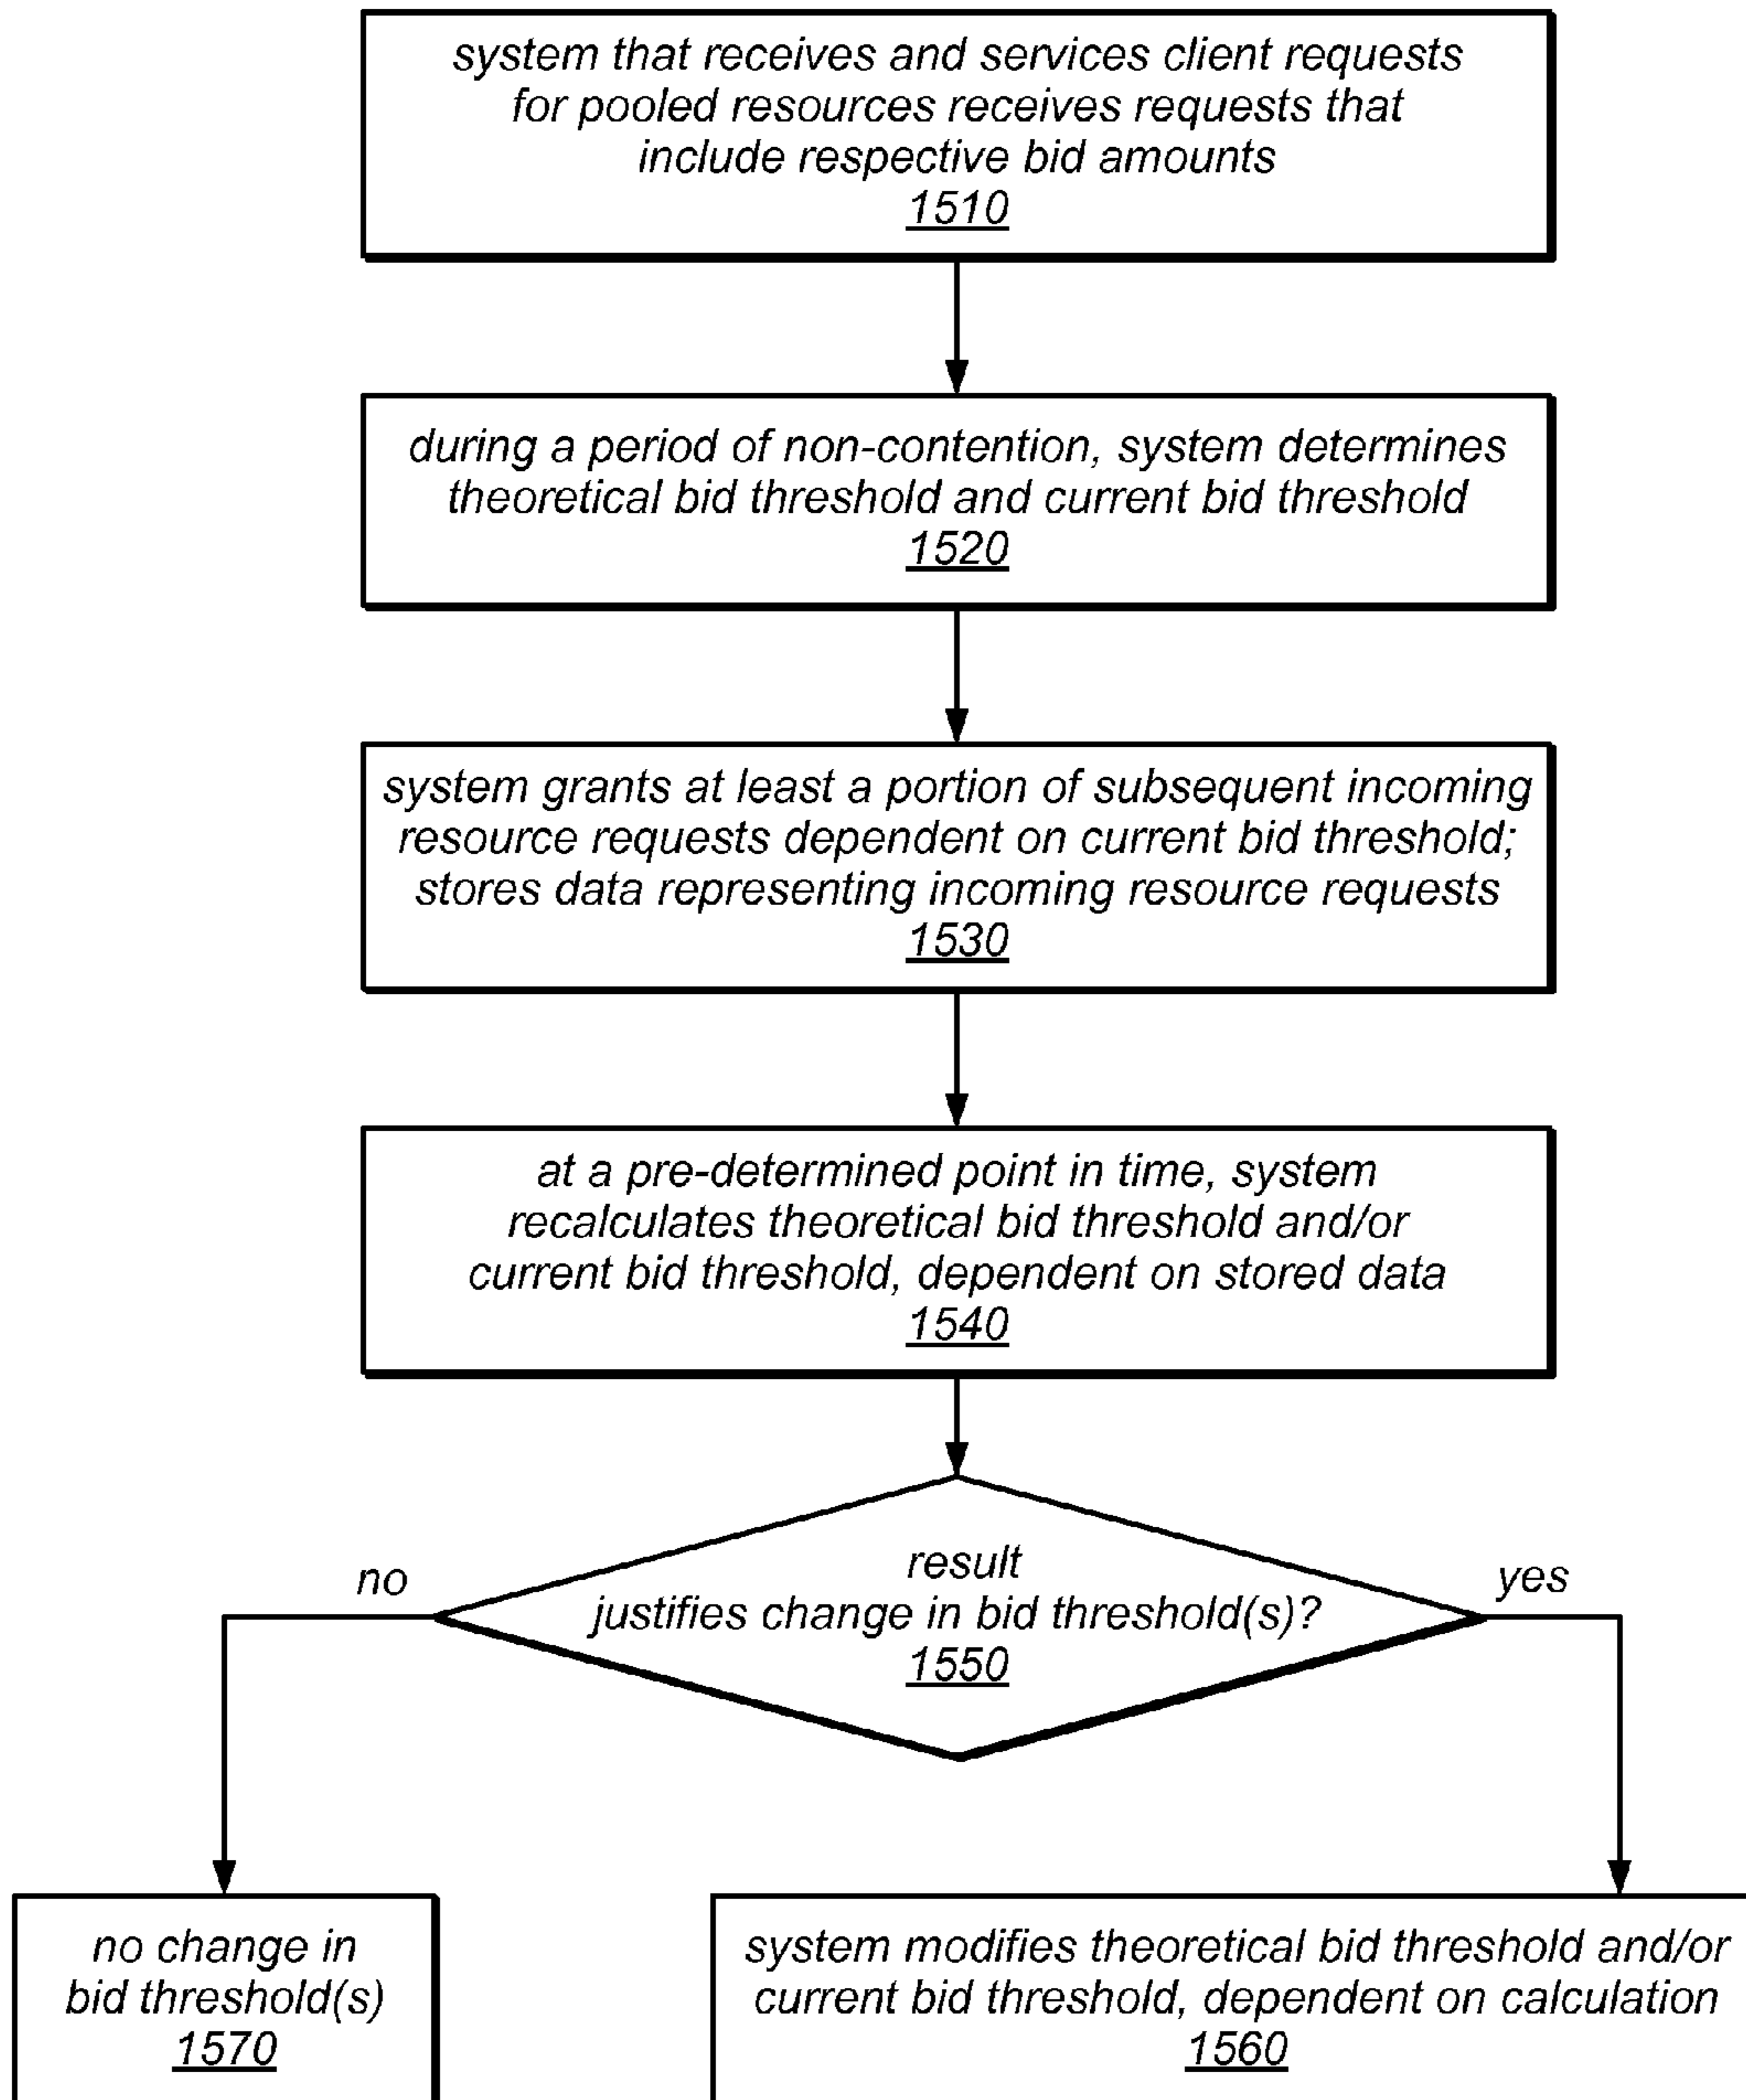 system that receives and services client requests
for pooled resources receives requests that
include respective bid amounts
1510
during a period of non-contention, system determines
theoretical bid threshold and current bid threshold
1520
system grants at least a portion of subsequent incoming
resource requests dependent on current bid threshold;
stores data representing incoming resource requests
1530
at a pre-determined point in time, system
recalculates theoretical bid threshold and/or
current bid threshold, dependent on stored data
1540
result
justifies change in bid threshold(s)?
1550
no
yes
no change in
bid threshold(s)
1570
system modifies theoretical bid threshold and/or
current bid threshold, dependent on calculation
1560